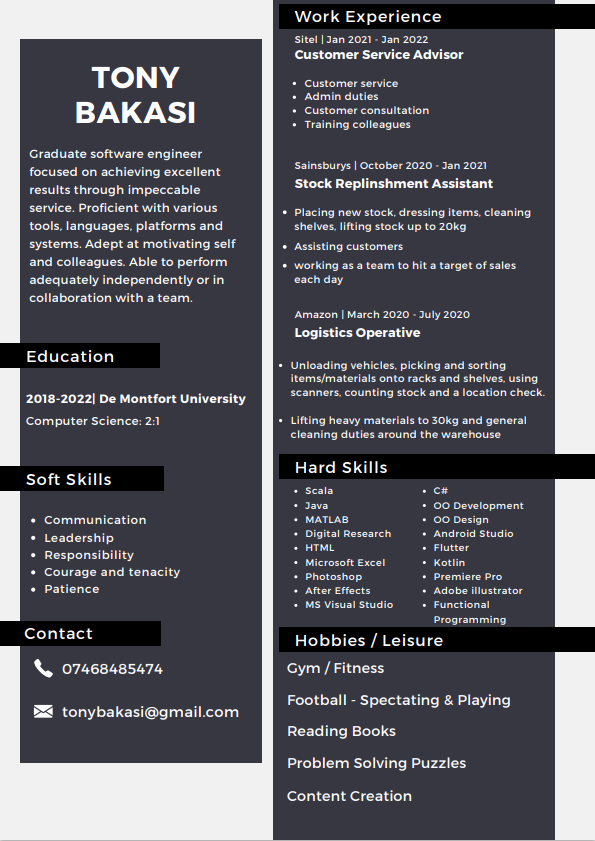 TONY
BAKASI
Graduate software engineer
focused on achieving excellent
results through impeccable
service. Proficient with various
tools, languages, platforms and
systems. Adept at motivating self
and colleagues. Able to perform
adequately independently or in
collaboration with a team.
Education
2018-2022| De Montfort University
Computer Science: 2:1
Soft Skills
• Communication
• Leadership
• Responsibility
• Courage and tenacity
• Patience
Contact
07468485474
tonybakasi@gmail.com
Work Experience
Sitel | Jan 2021 - Jan 2022
Customer Service Advisor
• Customer service
• Admin duties
• Customer consultation
• Training colleagues
Sainsburys | October 2020 - Jan 2021
Stock Replinshment Assistant
• Placing new stock, dressing items, cleaning
shelves, lifting stock up to 20kg
• Assisting customers
• working as a team to hit a target of sales
each day
Amazon | March 2020 - July 2020
Logistics Operative
• Unloading vehicles, picking and sorting
items/materials onto racks and shelves, using
scanners, counting stock and a location check.
• Lifting heavy materials to 30kg and general
cleaning duties around the warehouse
Hard Skills
• Scala
• Java
• MATLAB
• Digital Research
• HTML
• Microsoft Excel
• Photoshop
• After Effects
• MS Visual Studio
• C#
• OO Development
• OO Design
• Android Studio
• Flutter
• Kotlin
• Premiere Pro
• Adobe illustrator
• Functional
Programming
Hobbies / Leisure
Gym / Fitness
Football - Spectating & Playing
Reading Books
Problem Solving Puzzles
Content Creation